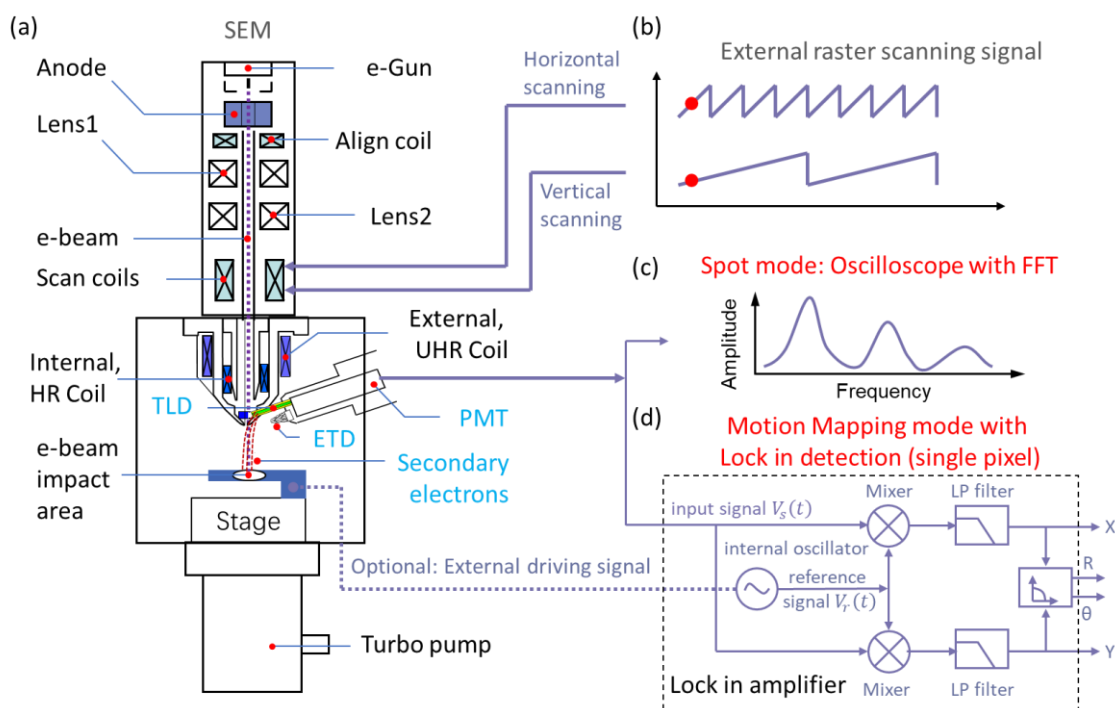 (a)
SEM
Anode
e-Gun
Lens1
Align coil
e-beam
Lens2
Scan coils
Horizontal
scanning
Vertical
scanning
Internal,
HR Coil
External,
UHR Coil
TLD
PMT
ETD
e-beam
impact
area
Secondary
electrons
Stage
Optional: External driving signal
Turbo pump
(b)
External raster scanning signal
(c)
Spot mode: Oscilloscope with FFT
Amplitude
Frequency
(d)
Motion Mapping mode with
Lock in detection (single pixel)
Mixer
LP filter
input signal Vₛ(t)
X
internal oscillator
reference
signal Vᵣ(t)
R
θ
Y
Mixer
LP filter
Lock in amplifier